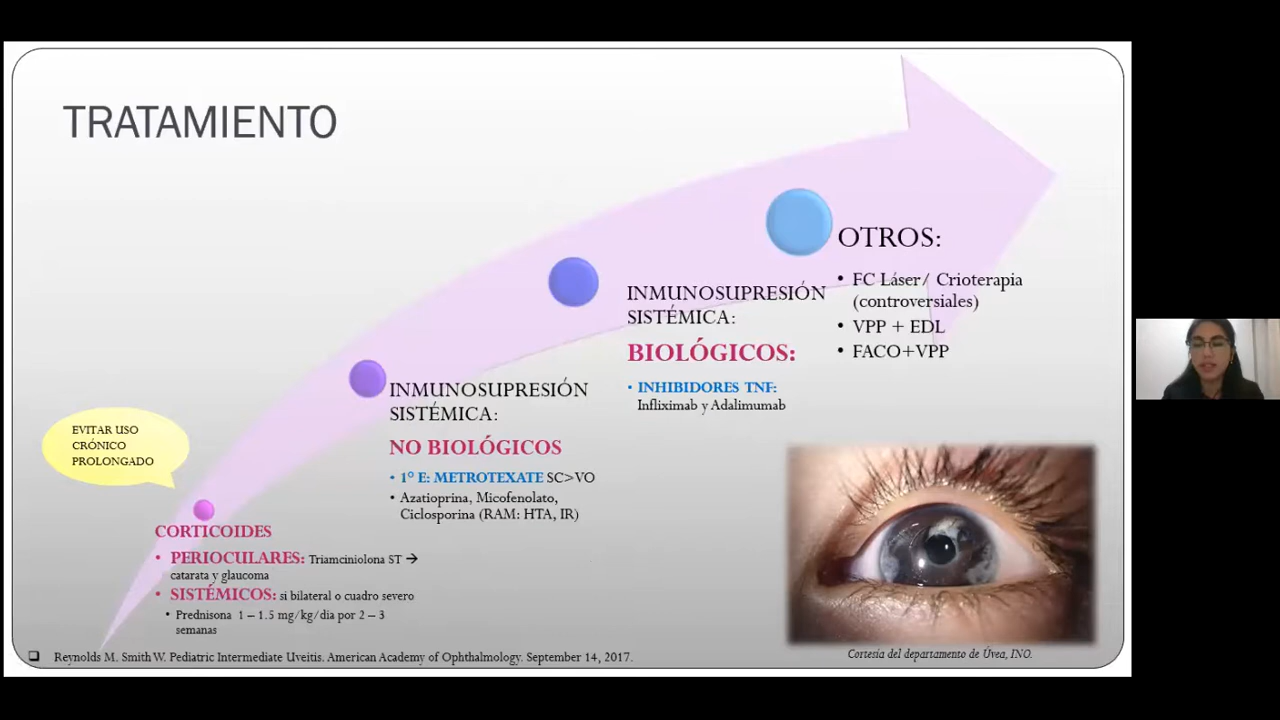 TRATAMIENTO
EVITAR USO
CRÓNICO
PROLONGADO
CORTICOIDES
• PERIOCULARES: Triamciniolona ST →
catarata y glaucoma
• SISTÉMICOS: si bilateral o cuadro severo
• Prednisona 1 – 1.5 mg/kg/dia por 2 – 3
semanas
INMUNOSUPRESIÓN
SISTÉMICA:
NO BIOLÓGICOS
• 1° E: METROTEXATE SC>VO
• Azatioprina, Micofenolato,
Ciclosporina (RAM: HTA, IR)
INMUNOSUPRESIÓN
SISTÉMICA:
BIOLÓGICOS:
• INHIBIDORES TNF:
Infliximab y Adalimumab
OTROS:
• FC Láser/ Crioterapia
(controversiales)
• VPP + EDL
• FACO+VPP
Cortesía del departamento de Úvea, INO.
Reynolds M. Smith W. Pediatric Intermediate Uveitis. American Academy of Ophthalmology. September 14, 2017.